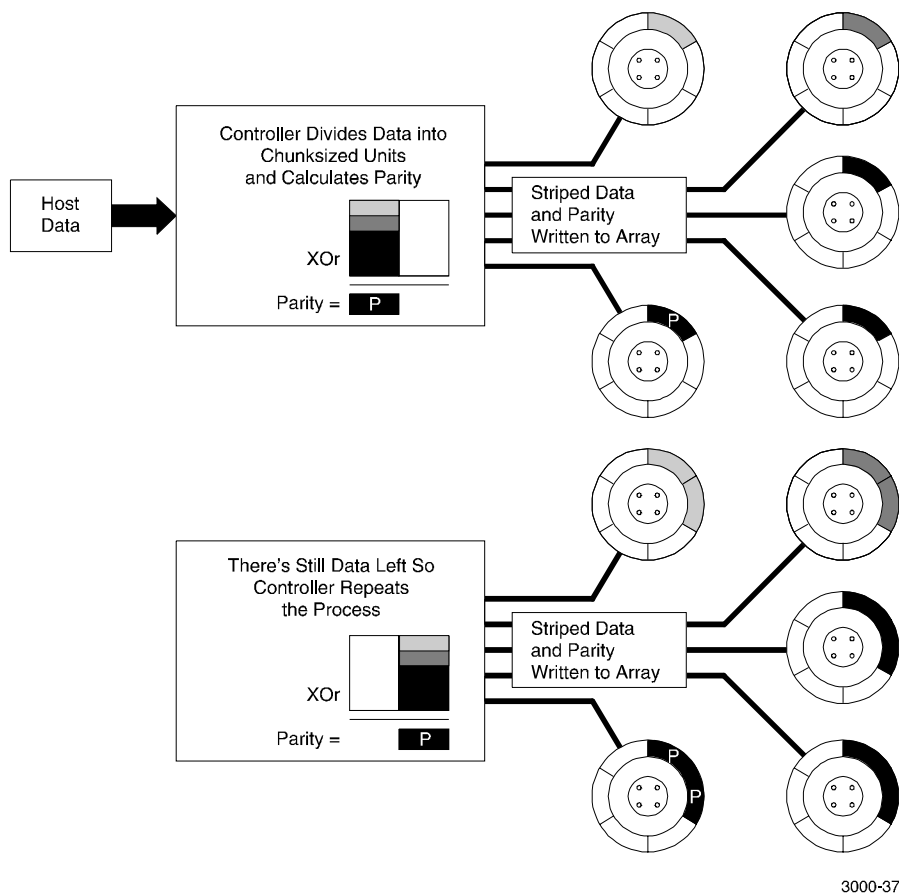 Host
Data
Controller Divides Data into
Chunksized Units
and Calculates Parity
XOr
Parity =
P
Striped Data
and Parity
Written to Array
P
There's Still Data Left So
Controller Repeats
the Process
XOr
Parity =
P
Striped Data
and Parity
Written to Array
P
P
3000-37